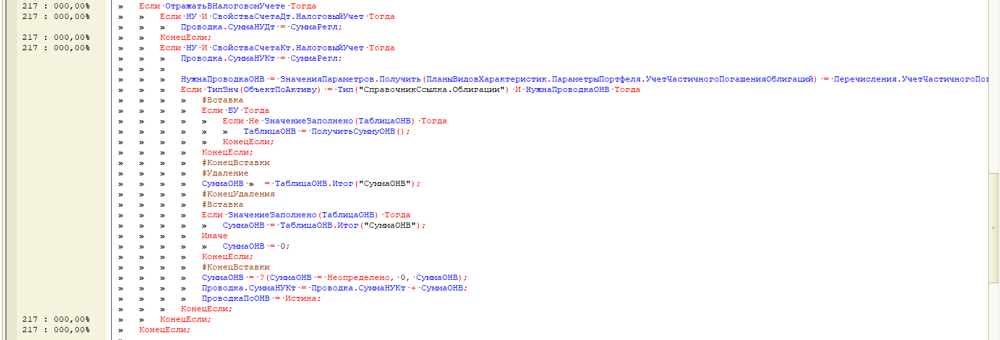 217 : 000,00% » Если·ОтражатьВНалоговомУчете·Тогда
217 : 000,00% » » Если·НУ·И·СвойстваСчетаДт.НалоговыйУчет·Тогда
» » » Проводка.СуммаНУДт·=·СуммаРегл;
217 : 000,00% » » КонецЕсли;
217 : 000,00% » » Если·НУ·И·СвойстваСчетаКт.НалоговыйУчет·Тогда
» » » Проводка.СуммаНУКт·=·СуммаРегл;
» » »
» » » НужнаПроводкаОНВ·=·ЗначенияПараметров.Получить(ПланыВидовХарактеристик.ПараметрыПортфеля.УчетЧастичногоПогашенияОблигаций)·=·Перечисления.УчетЧастичногоПог
» » » Если·ТипЗнч(ОбъектПоАктиву)·=·Тип("СправочникСсылка.Облигации")·И·НужнаПроводкаОНВ·Тогда
» » » » #Вставка
» » » » Если·БУ·Тогда
» » » » » Если·Не·ЗначениеЗаполнено(ТаблицаОНВ)·Тогда
» » » » » » ТаблицаОНВ·=·ПолучитьСуммуОНВ();
» » » » » КонецЕсли;
» » » » КонецЕсли;
» » » » #КонецВставки
» » » » #Удаление
» » » » СуммаОНВ·» =·ТаблицаОНВ.Итог("СуммаОНВ");
» » » » #КонецУдаления
» » » » #Вставка
» » » » Если·ЗначениеЗаполнено(ТаблицаОНВ)·Тогда
» » » » » СуммаОНВ·=·ТаблицаОНВ.Итог("СуммаОНВ");
» » » » Иначе
» » » » » СуммаОНВ·=·0;
» » » » КонецЕсли;
» » » » #КонецВставки
» » » » СуммаОНВ·=·?(СуммаОНВ·=·Неопределено,·0,·СуммаОНВ);
» » » » Проводка.СуммаНУКт·=·Проводка.СуммаНУКт·+·СуммаОНВ;
» » » » ПроводкаПоОНВ·=·Истина;
» » » КонецЕсли;
217 : 000,00% » » КонецЕсли;
217 : 000,00% » КонецЕсли;